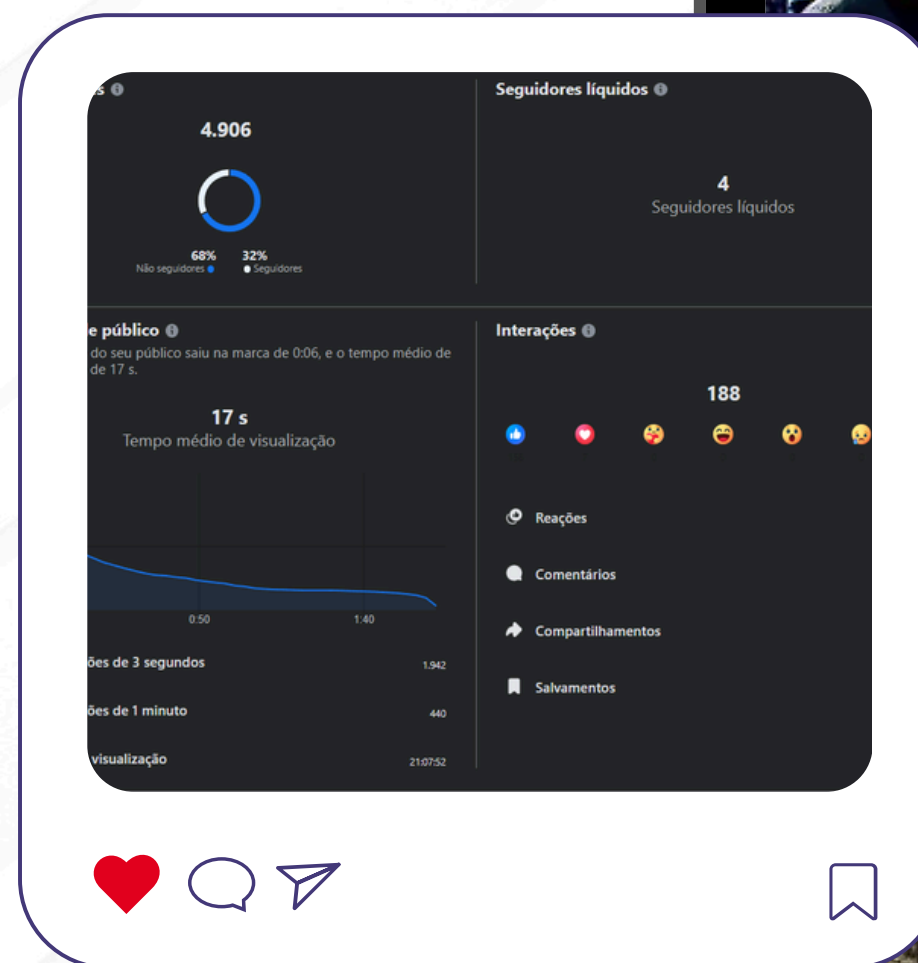 s
4.906
68% 32%
Não seguidores Seguidores
Seguidores líquidos
4
Seguidores líquidos
e público
do seu público saiu na marca de 0:06, e o tempo médio de
de 17 s.
17 s
Tempo médio de visualização
0:50 1:40
ões de 3 segundos 1.942
ões de 1 minuto 440
visualização 21:07:52
Interações
188
Reações
Comentários
Compartilhamentos
Salvamentos